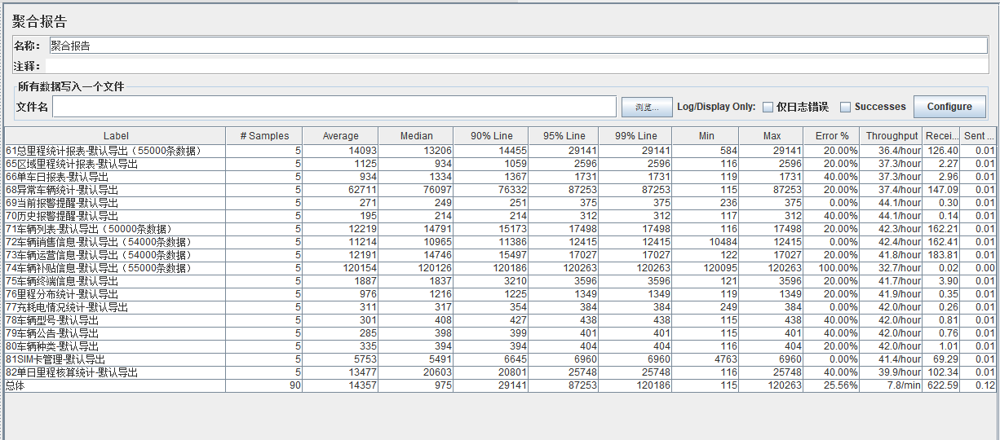 聚合报告
名称： 聚合报告
注释：
所有数据写入一个文件
文件名 浏览... Log/Display Only: 仅日志错误 Successes Configure
Label # Samples Average Median 90% Line 95% Line 99% Line Min Max Error % Throughput Recei... Sent ...
61总里程统计报表-默认导出（55000条数据） 5 14093 13206 14455 29141 29141 584 29141 20.00% 36.4/hour 126.40 0.01
65区域里程统计报表-默认导出 5 1125 934 1059 2596 2596 116 2596 20.00% 37.3/hour 2.27 0.01
66单车日报表-默认导出 5 934 1334 1367 1731 1731 119 1731 40.00% 37.3/hour 2.96 0.01
68异常车辆统计-默认导出 5 62711 76097 76332 87253 87253 115 87253 20.00% 37.4/hour 147.09 0.01
69当前报警提醒-默认导出 5 271 249 251 375 375 236 375 0.00% 44.1/hour 0.30 0.01
70历史报警提醒-默认导出 5 195 214 214 312 312 117 312 40.00% 44.1/hour 0.14 0.01
71车辆列表-默认导出（50000条数据） 5 12219 14791 15173 17498 17498 116 17498 20.00% 42.3/hour 162.21 0.01
72车辆销售信息-默认导出（54000条数据） 5 11214 10965 11386 12415 12415 10484 12415 0.00% 42.4/hour 162.41 0.01
73车辆运营信息-默认导出（54000条数据） 5 12191 14746 15497 17027 17027 122 17027 20.00% 41.8/hour 183.81 0.01
74车辆补贴信息-默认导出（55000条数据） 5 120154 120126 120186 120263 120263 120095 120263 100.00% 32.7/hour 0.02 0.00
75车辆终端信息-默认导出 5 1887 1837 3210 3596 3596 121 3596 20.00% 41.7/hour 3.90 0.01
76里程分布统计-默认导出 5 976 1216 1225 1349 1349 119 1349 20.00% 41.9/hour 0.35 0.01
77充耗电情况统计-默认导出 5 311 317 354 384 384 249 384 0.00% 42.0/hour 0.26 0.01
78车辆型号-默认导出 5 301 408 427 438 438 115 438 40.00% 42.0/hour 0.81 0.01
79车辆公告-默认导出 5 285 398 399 401 401 115 401 40.00% 42.0/hour 0.76 0.01
80车辆种类-默认导出 5 335 394 394 404 404 116 404 20.00% 42.0/hour 1.01 0.01
81SIM卡管理-默认导出 5 5753 5491 6645 6960 6960 4763 6960 0.00% 41.4/hour 69.29 0.01
82单日里程核算统计-默认导出 5 13477 20603 20801 25748 25748 116 25748 40.00% 39.9/hour 102.34 0.01
总体 90 14357 975 29141 87253 120186 115 120263 25.56% 7.8/min 622.59 0.12